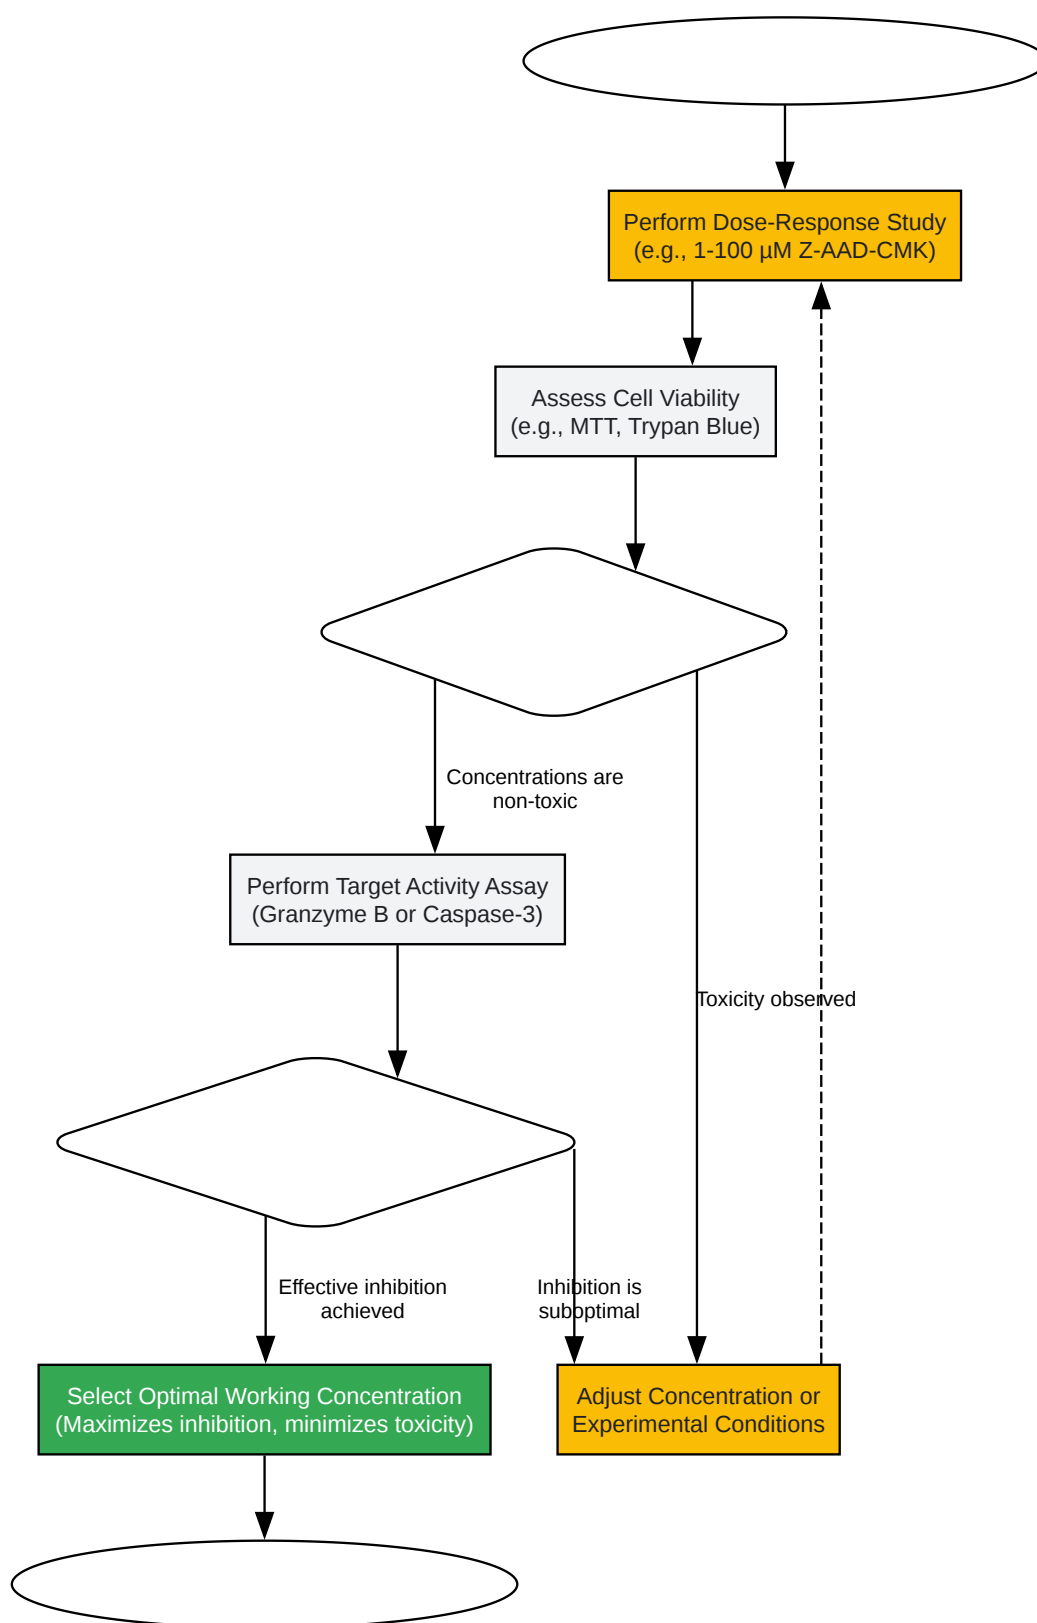 Perform Dose-Response Study
(e.g., 1-100 µM Z-AAD-CMK)
Assess Cell Viability
(e.g., MTT, Trypan Blue)
Concentrations are
non-toxic
Perform Target Activity Assay
(Granzyme B or Caspase-3)
Toxicity observed
Effective inhibition
achieved
Inhibition is
suboptimal
Select Optimal Working Concentration
(Maximizes inhibition, minimizes toxicity)
Adjust Concentration or
Experimental Conditions